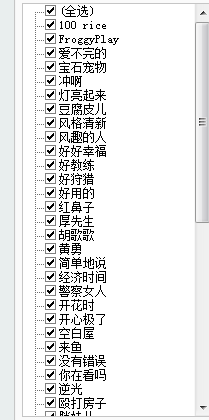 (全选)
100 rice
FroggyPlay
爱不完的
宝石宠物
冲啊
灯亮起来
豆腐皮儿
风格清新
风趣的人
好好幸福
好教练
好狩猎
好用的
红鼻子
厚先生
胡歌歌
黄勇
简单地说
经济时间
警察女人
开花时
开心极了
空白屋
来鱼
没有错误
你在看吗
逆光
殴打房子